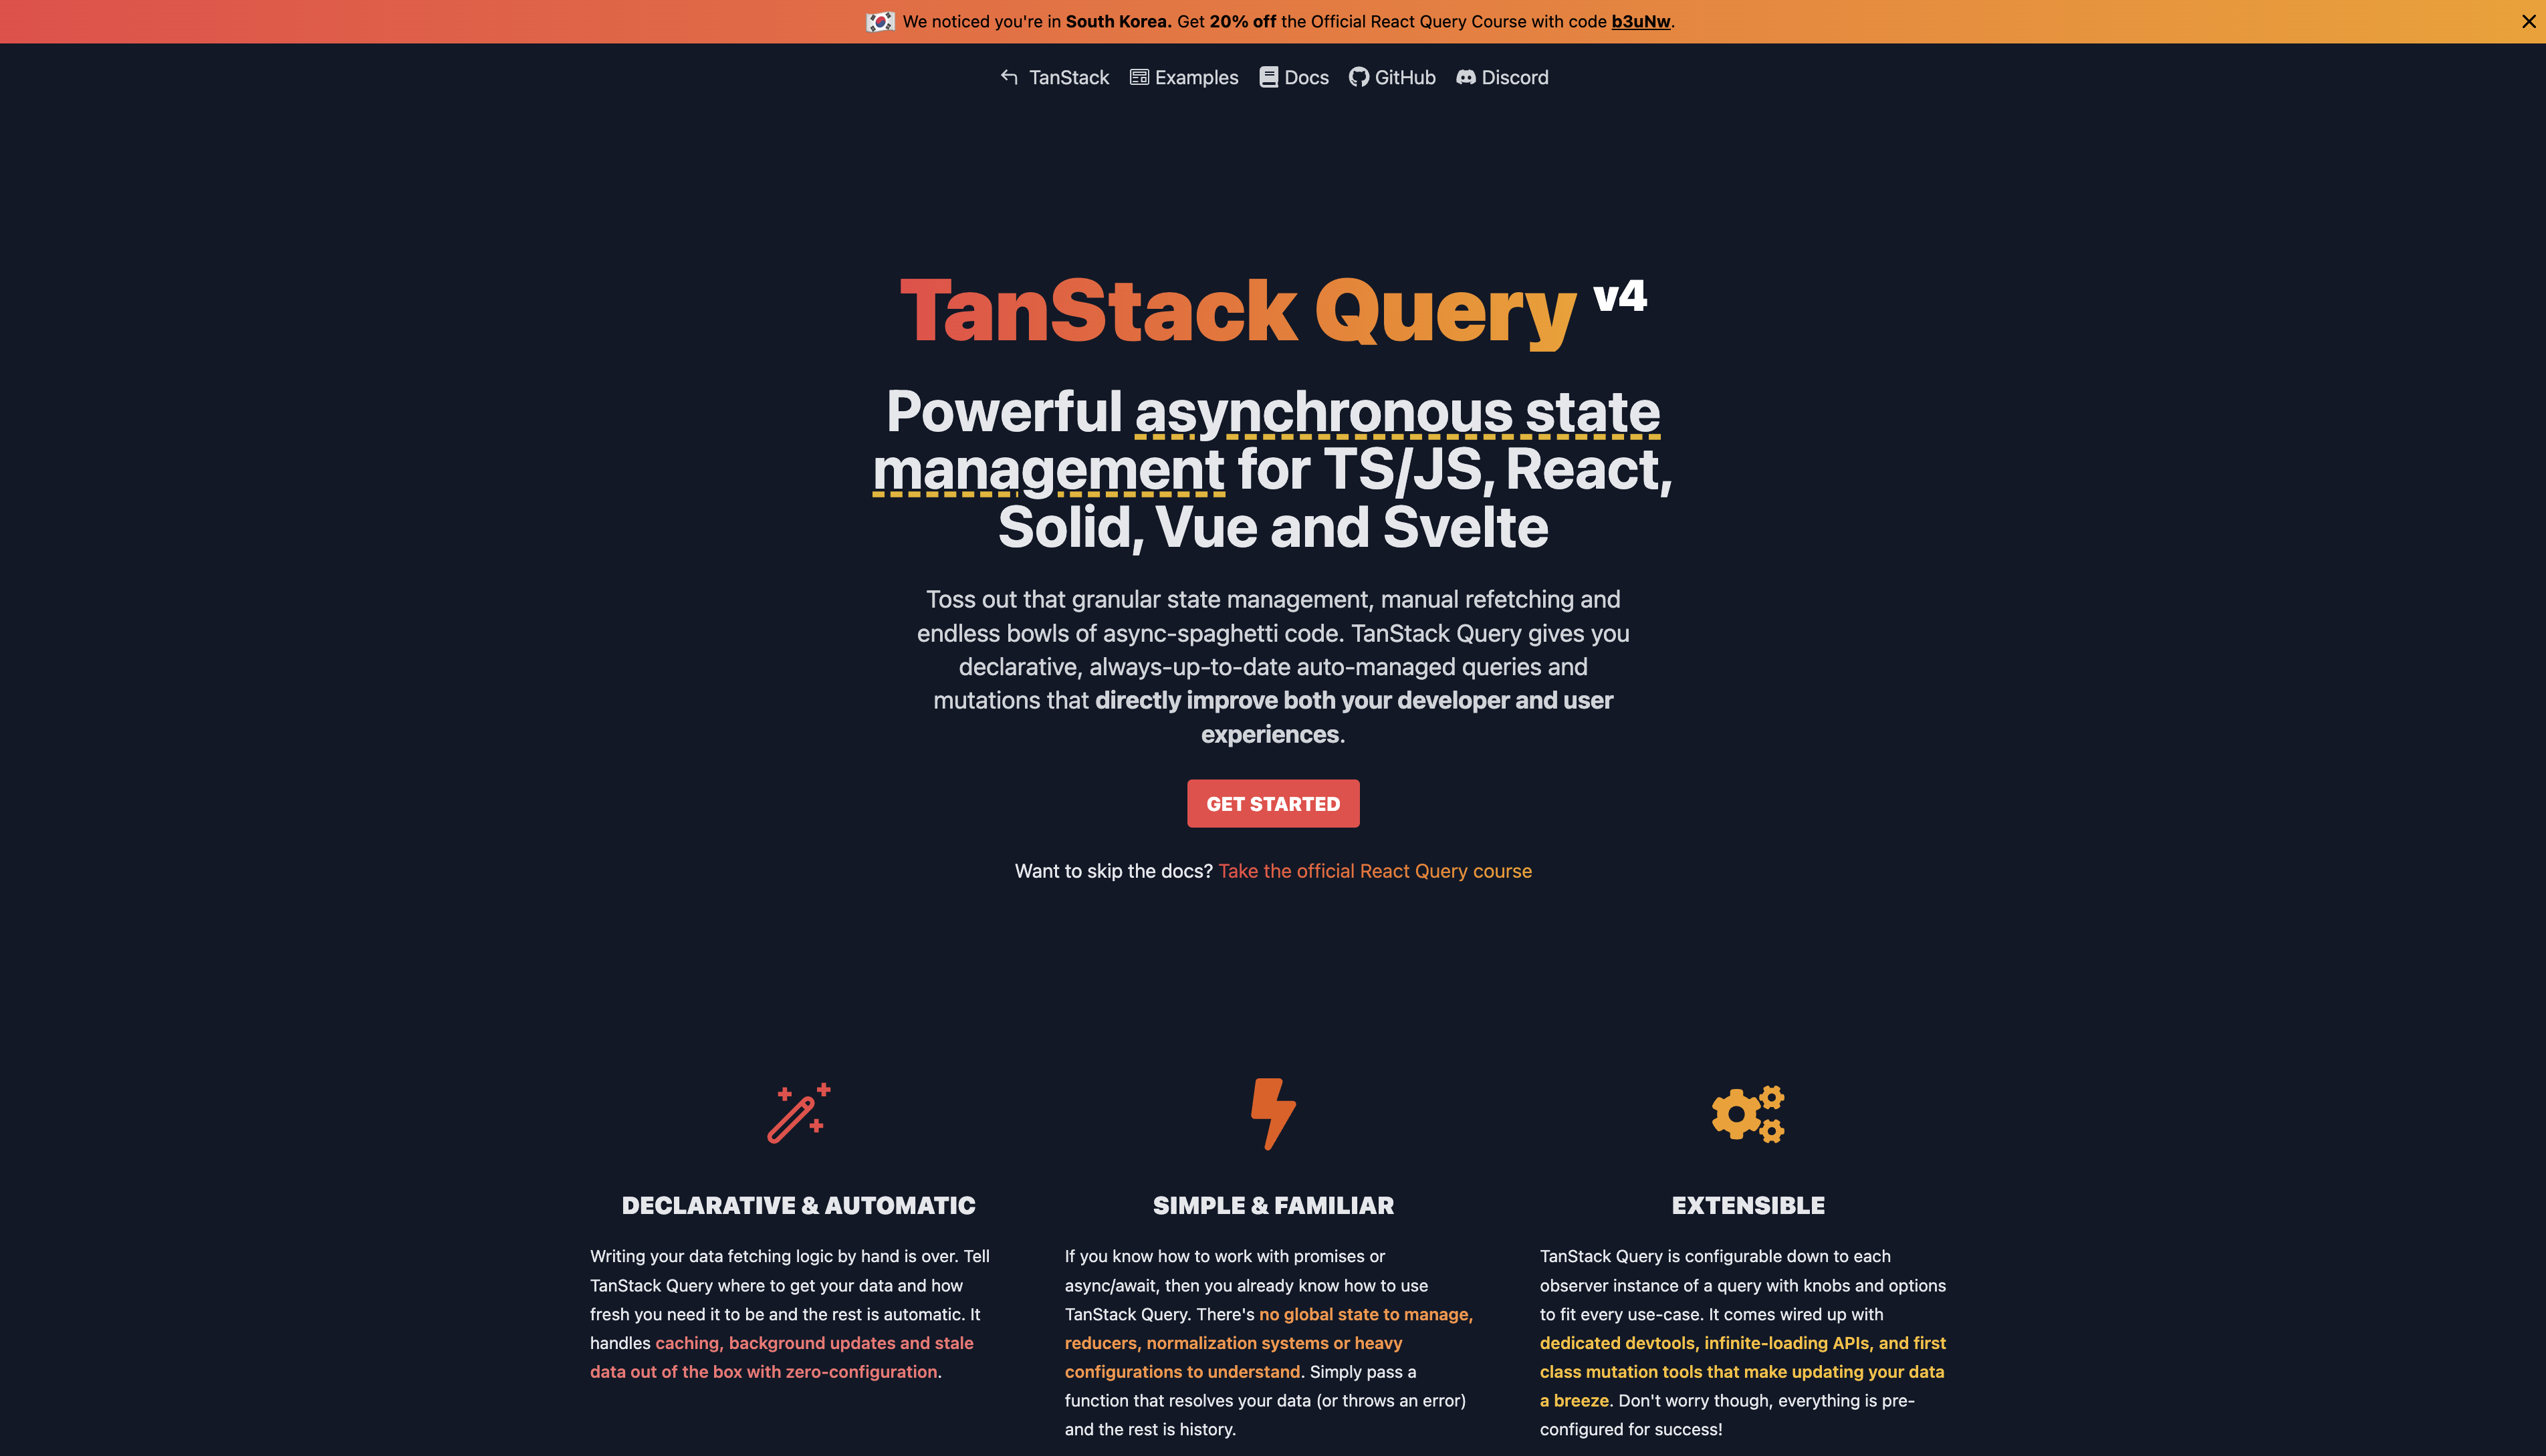 We noticed you're in South Korea. Get 20% off the Official React Query Course with code b3uNw.
TanStack Examples Docs GitHub Discord
TanStack Query v4
Powerful asynchronous state
management for TS/JS, React,
Solid, Vue and Svelte
Toss out that granular state management, manual refetching and
endless bowls of async-spaghetti code. TanStack Query gives you
declarative, always-up-to-date auto-managed queries and
mutations that directly improve both your developer and user
experiences.
GET STARTED
Want to skip the docs? Take the official React Query course
DECLARATIVE & AUTOMATIC
Writing your data fetching logic by hand is over. Tell
TanStack Query where to get your data and how
fresh you need it to be and the rest is automatic. It
handles caching, background updates and stale
data out of the box with zero-configuration.
SIMPLE & FAMILIAR
If you know how to work with promises or
async/await, then you already know how to use
TanStack Query. There's no global state to manage,
reducers, normalization systems or heavy
configurations to understand. Simply pass a
function that resolves your data (or throws an error)
and the rest is history.
EXTENSIBLE
TanStack Query is configurable down to each
observer instance of a query with knobs and options
to fit every use-case. It comes wired up with
dedicated devtools, infinite-loading APIs, and first
class mutation tools that make updating your data
a breeze. Don't worry though, everything is pre-
configured for success!